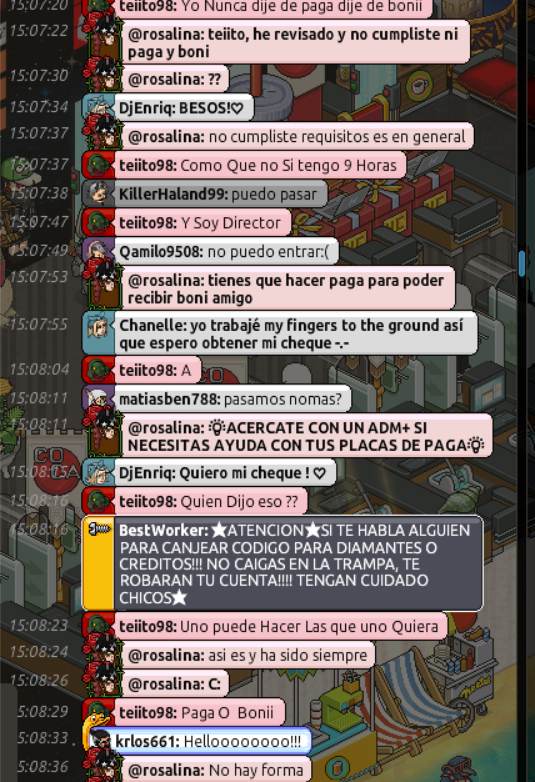 15:07:20 teiito98: Yo Nunca dije de paga dije de bonii
15:07:22 @rosalina: teiito, he revisado y no cumpliste ni
paga y boni
15:07:30 @rosalina: ??
15:07:34 DjEnriq: BESOS!♡
15:07:37 @rosalina: no cumpliste requisitos es en general
15:07:37 teiito98: Como Que no Si tengo 9 Horas
15:07:38 KillerHaland99: puedo pasar
15:07:47 teiito98: Y Soy Director
15:07:49 Qamilo9508: no puedo entrar:(
15:07:53 @rosalina: tienes que hacer paga para poder
recibir boni amigo
15:07:55 Chanelle: yo trabajé my fingers to the ground así
que espero obtener mi cheque -.-
15:08:04 teiito98: A
15:08:11 matiasben788: pasamos nomas?
15:08:11 @rosalina: 💡ACERCATE CON UN ADM+ SI
NECESITAS AYUDA CON TUS PLACAS DE PAGA💡
15:08:15 DjEnriq: Quiero mi cheque ! ♡
15:08:16 teiito98: Quien Dijo eso ??
15:08:16 BestWorker: ★ATENCION★SI TE HABLA ALGUIEN
PARA CANJEAR CODIGO PARA DIAMANTES O
CREDITOS!!! NO CAIGAS EN LA TRAMPA, TE
ROBARAN TU CUENTA!!!! TENGAN CUIDADO
CHICOS★
15:08:23 teiito98: Uno puede Hacer Las que uno Quiera
15:08:24 @rosalina: asi es y ha sido siempre
15:08:26 @rosalina: C:
5:08:29 teiito98: Paga O Bonii
5:08:33 krlos661: Helloooooooo!!!
5:08:36 @rosalina: No hay forma